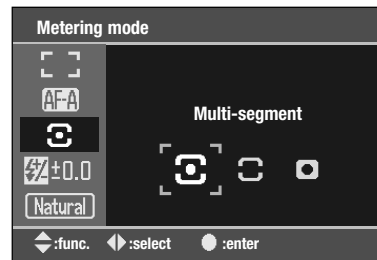 Metering mode
AF-A
Multi-segment
±0.0
Natural
:func. :select :enter